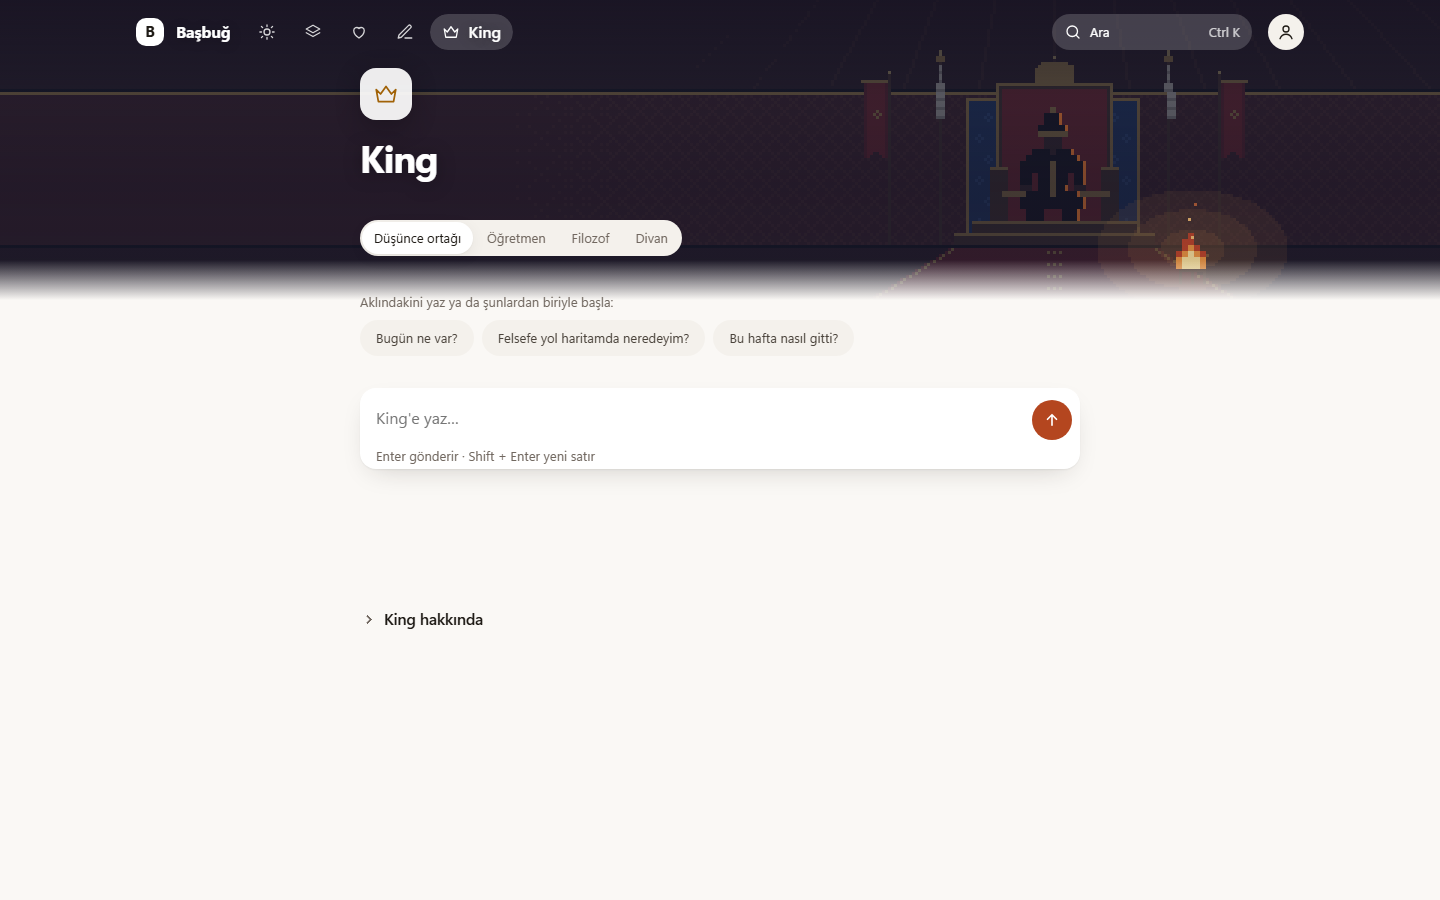 B Başbuğ King Ara Ctrl K
King
Düşünce ortağı Öğretmen Filozof Divan
Aklındakini yaz ya da şunlardan biriyle başla:
Bugün ne var? Felsefe yol haritamda neredeyim? Bu hafta nasıl gitti?
King'e yaz...
Enter gönderir · Shift + Enter yeni satır
King hakkında